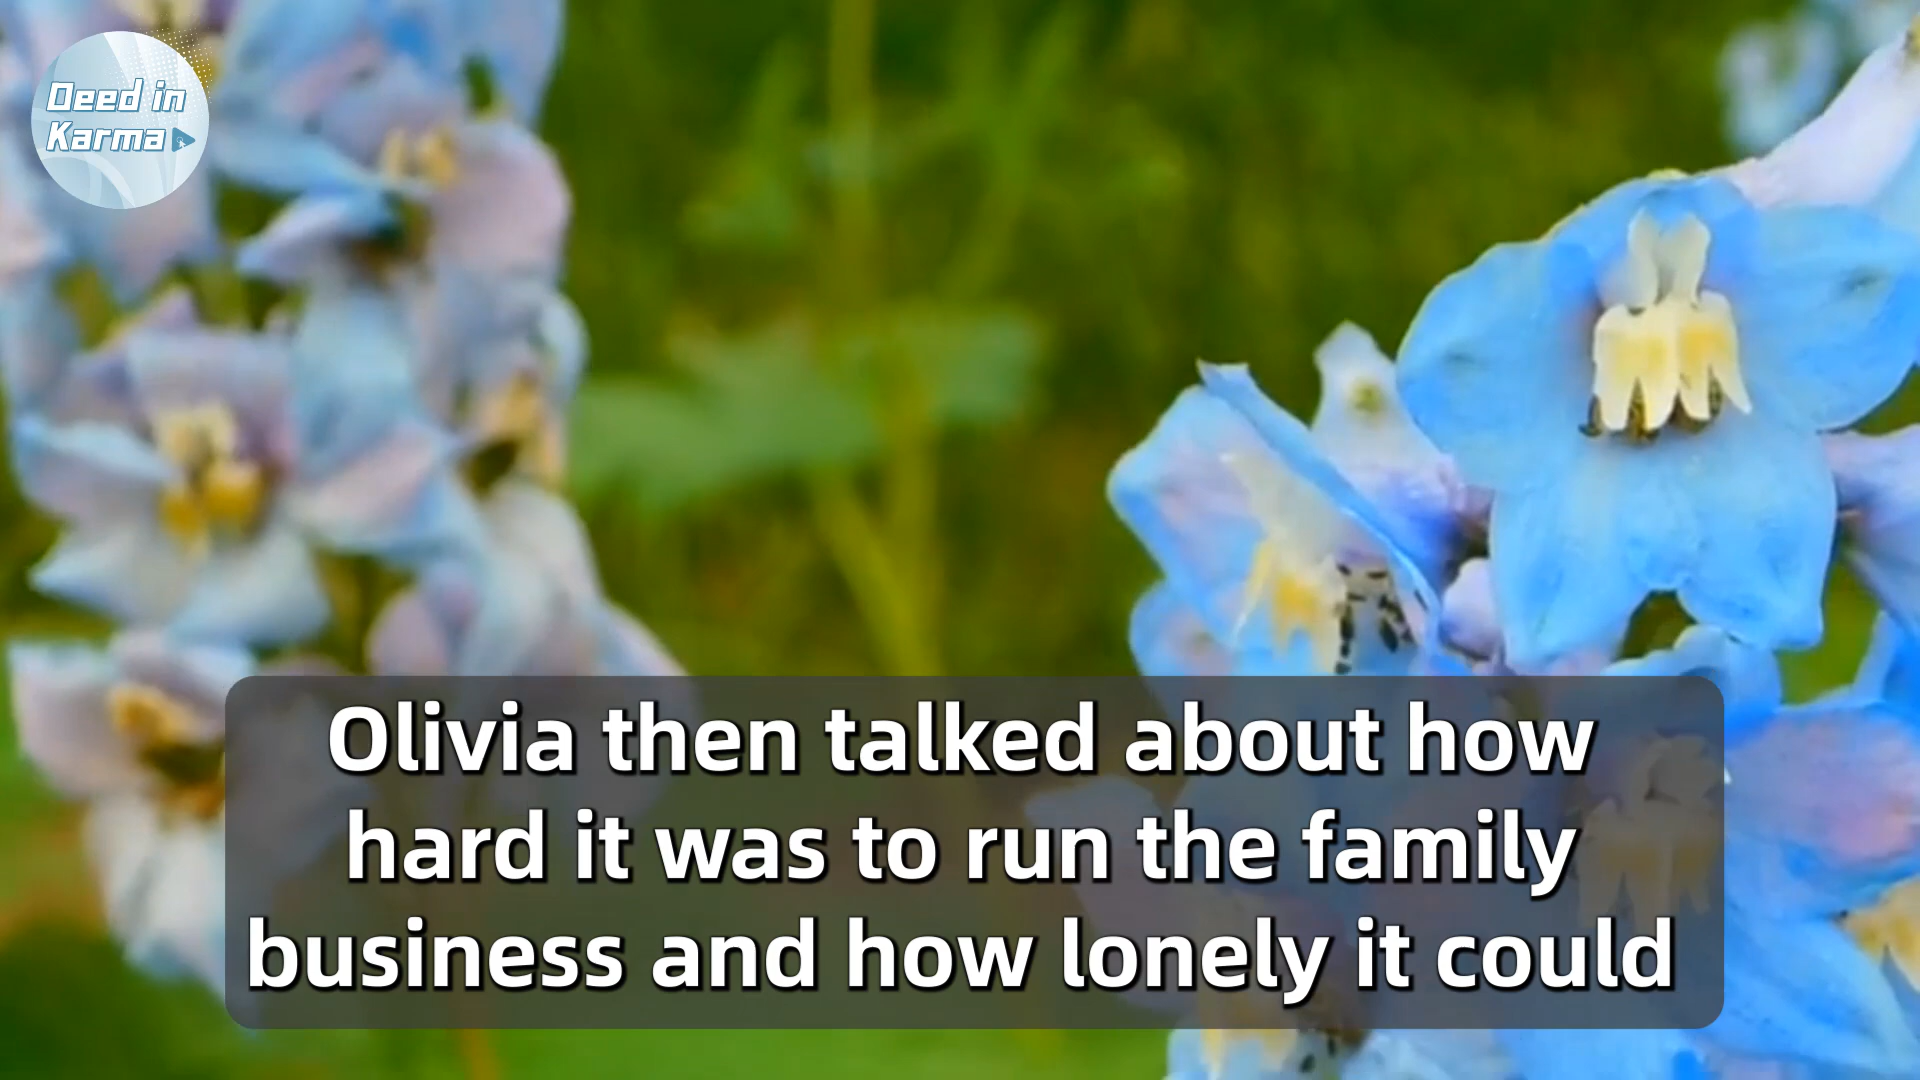 Deed in
Karma
Olivia then talked about how
hard it was to run the family
business and how lonely it could